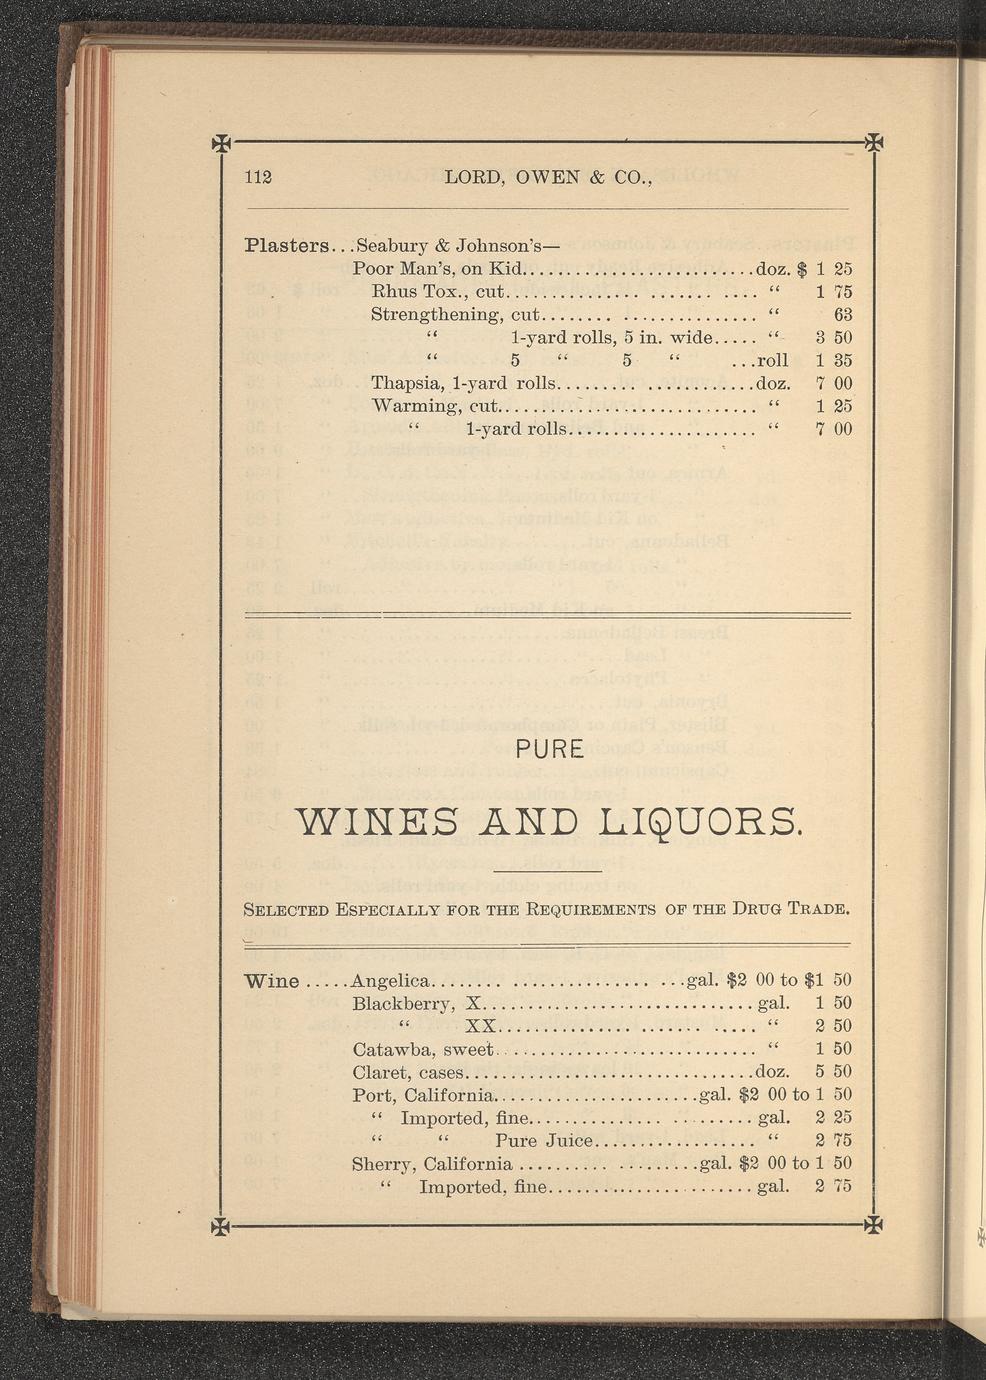 112 LORD, OWEN & CO.,
Plasters...Seabury & Johnson's—
Poor Man's, on Kid..............................doz. $ 1 25
Rhus Tox., cut.............................. “ 1 75
Strengthening, cut.............................. “ 63
“ 1-yard rolls, 5 in. wide..... “ 3 50
“ 5 “ 5 “ ...roll 1 35
Thapsia, 1-yard rolls..............................doz. 7 00
Warming, cut.............................. “ 1 25
“ 1-yard rolls.............................. “ 7 00
PURE
WINES AND LIQUORS.
SELECTED ESPECIALLY FOR THE REQUIREMENTS OF THE DRUG TRADE.
Wine .....Angelica..............................gal. $2 00 to $1 50
Blackberry, X..............................gal. 1 50
“ XX.............................. “ 2 50
Catawba, sweet.............................. “ 1 50
Claret, cases..............................doz. 5 50
Port, California.......................gal. $2 00 to 1 50
“ Imported, fine.......................gal. 2 25
“ “ Pure Juice................. “ 2 75
Sherry, California ....................gal. $2 00 to 1 50
“ Imported, fine.......................gal. 2 75